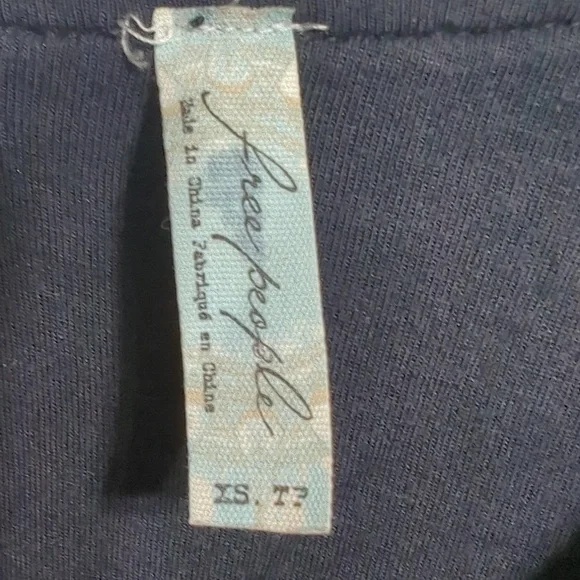 free people
Made in China Fabriqué en Chine
XS. TP